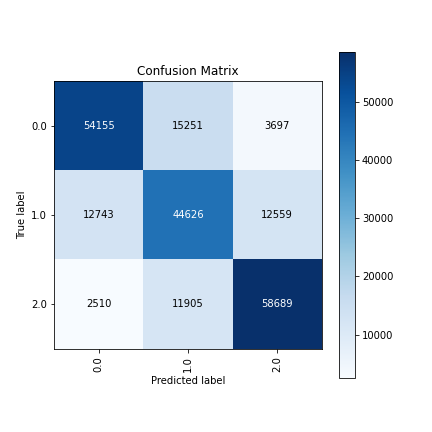 Confusion Matrix
0.0 54155 15251 3697
1.0 12743 44626 12559
2.0 2510 11905 58689
True label
0.0 1.0 2.0
Predicted label
50000
40000
30000
20000
10000